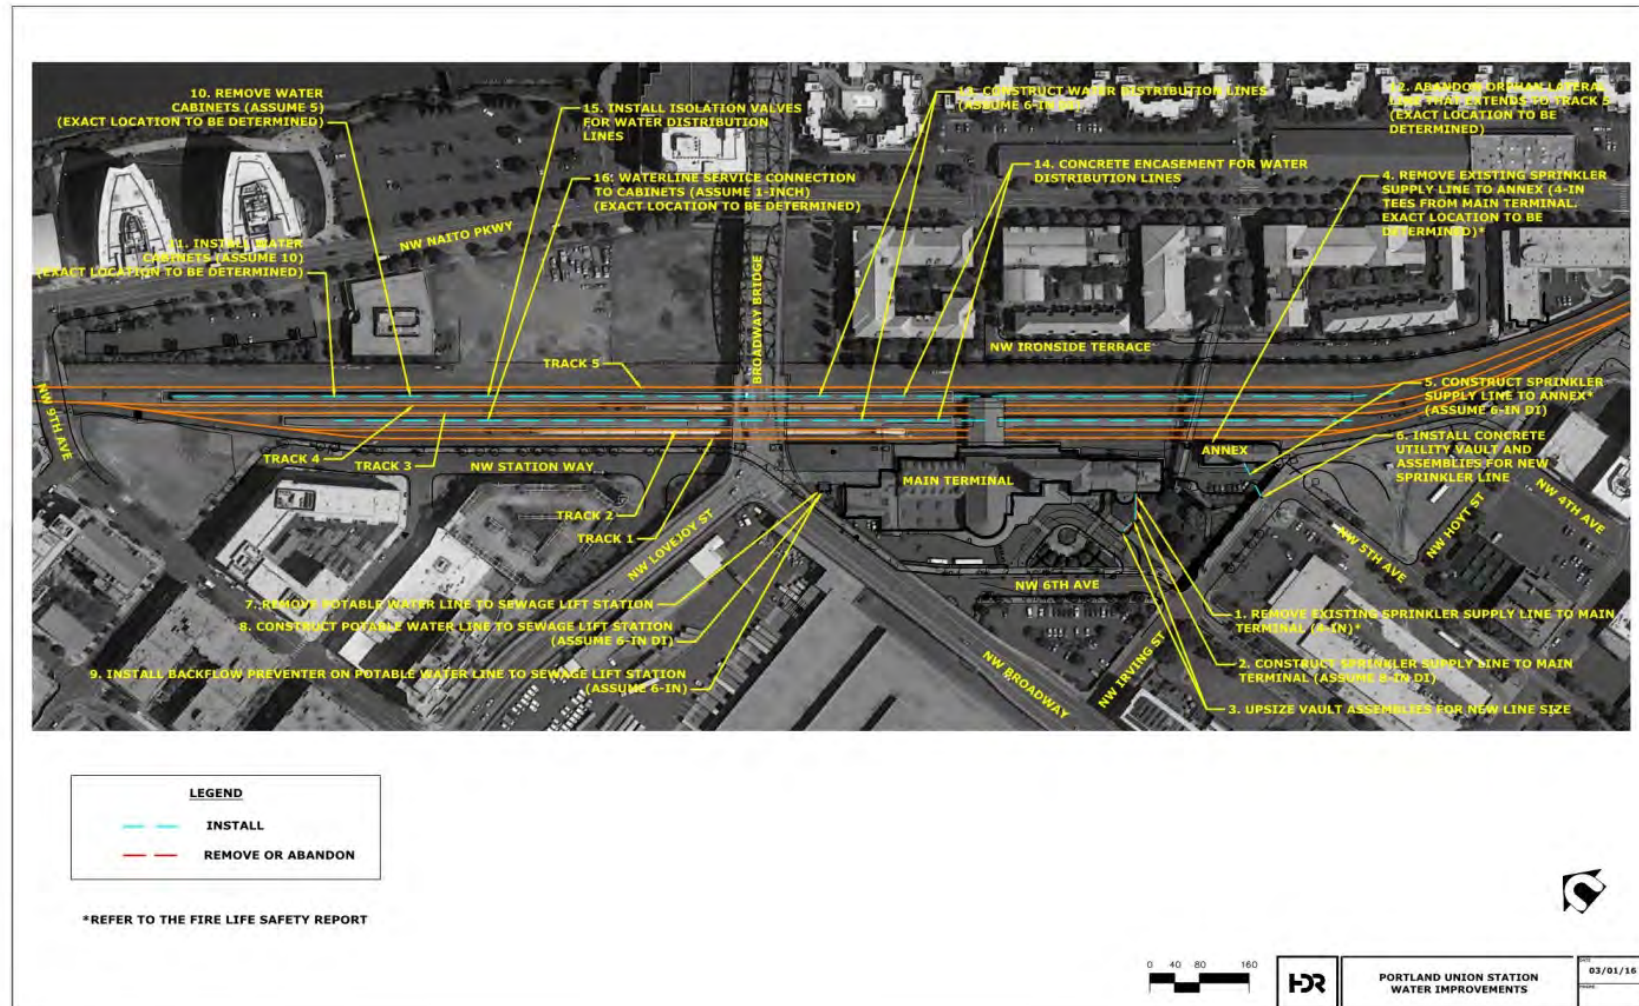 10. REMOVE WATER
CABINETS (ASSUME 5)
(EXACT LOCATION TO BE DETERMINED)
15. INSTALL ISOLATION VALVES
FOR WATER DISTRIBUTION
LINES
13. CONSTRUCT WATER DISTRIBUTION LINES
(ASSUME 6-IN DI)
12. ABANDON ORPHAN LATERAL
LINE THAT EXTENDS TO TRACK 5
(EXACT LOCATION TO BE
DETERMINED)
16. WATERLINE SERVICE CONNECTION
TO CABINETS (ASSUME 1-INCH)
(EXACT LOCATION TO BE DETERMINED)
14. CONCRETE ENCASEMENT FOR WATER
DISTRIBUTION LINES
4. REMOVE EXISTING SPRINKLER
SUPPLY LINE TO ANNEX (4-IN
TEES FROM MAIN TERMINAL.
EXACT LOCATION TO BE
DETERMINED)*
11. INSTALL WATER
CABINETS (ASSUME 10)
(EXACT LOCATION TO BE DETERMINED)
NW NAITO PKWY
BROADWAY BRIDGE
NW IRONSIDE TERRACE
TRACK 5
NW 9TH AVE
5. CONSTRUCT SPRINKLER
SUPPLY LINE TO ANNEX*
(ASSUME 6-IN DI)
6. INSTALL CONCRETE
UTILITY VAULT AND
ASSEMBLIES FOR NEW
SPRINKLER LINE
TRACK 4
TRACK 3
NW STATION WAY
MAIN TERMINAL
ANNEX
TRACK 2
TRACK 1
NW LOVEJOY ST
NW 6TH AVE
NW 5TH AVE
NW HOYT ST
NW 4TH AVE
7. REMOVE POTABLE WATER LINE TO SEWAGE LIFT STATION
8. CONSTRUCT POTABLE WATER LINE TO SEWAGE LIFT STATION
(ASSUME 6-IN DI)
9. INSTALL BACKFLOW PREVENTER ON POTABLE WATER LINE TO SEWAGE LIFT STATION
(ASSUME 6-IN)
NW BROADWAY
NW IRVING ST
1. REMOVE EXISTING SPRINKLER SUPPLY LINE TO MAIN
TERMINAL (4-IN)*
2. CONSTRUCT SPRINKLER SUPPLY LINE TO MAIN
TERMINAL (ASSUME 8-IN DI)
3. UPSIZE VAULT ASSEMBLIES FOR NEW LINE SIZE
LEGEND
INSTALL
REMOVE OR ABANDON
*REFER TO THE FIRE LIFE SAFETY REPORT
0 40 80 160
HDR
PORTLAND UNION STATION
WATER IMPROVEMENTS
DATE
03/01/16